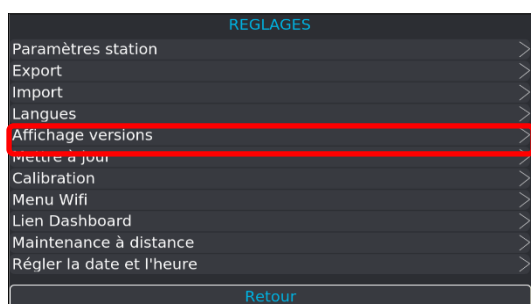 REGLAGES
Paramètres station
Export
Import
Langues
Affichage versions
Mettre à jour
Calibration
Menu Wifi
Lien Dashboard
Maintenance à distance
Régler la date et l'heure
Retour